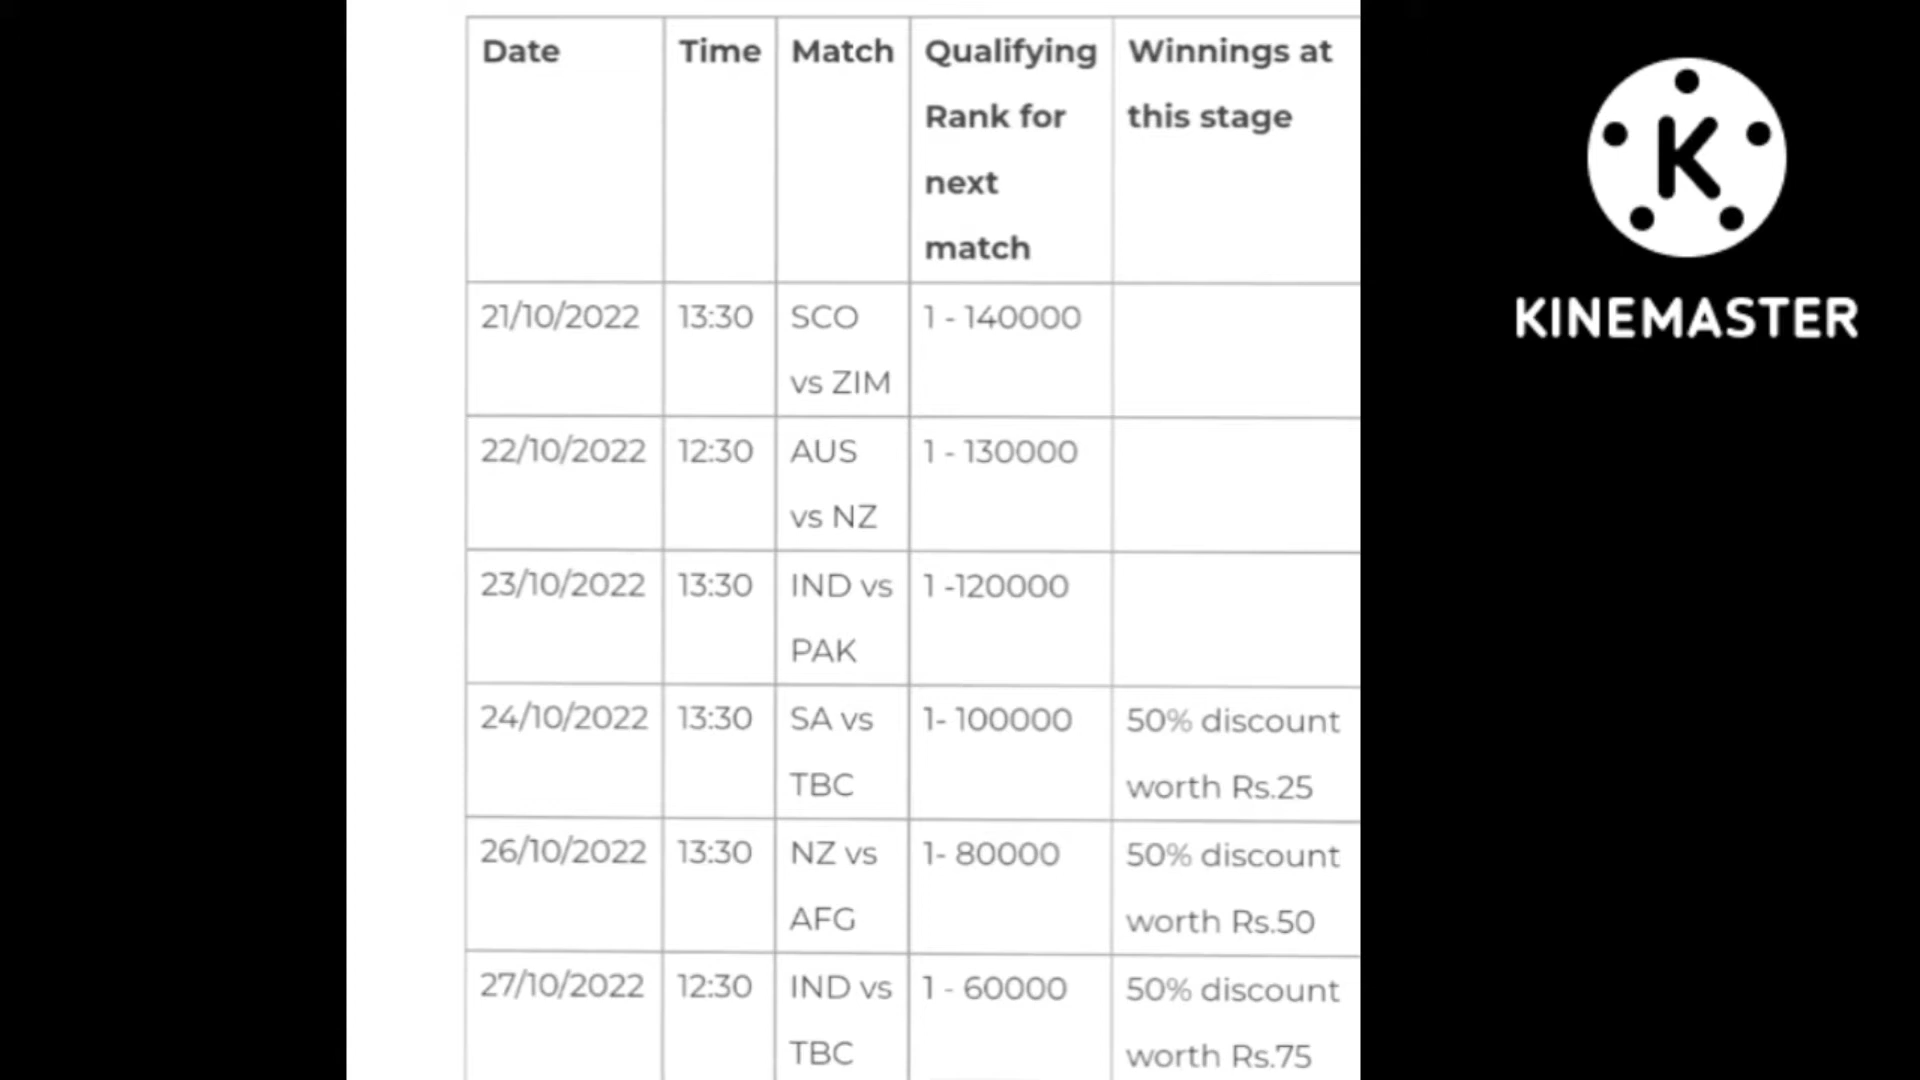 Date Time Match Qualifying Winnings at
Rank for this stage
next
match
21/10/2022 13:30 SCO 1 - 140000
vs ZIM
22/10/2022 12:30 AUS 1 - 130000
vs NZ
23/10/2022 13:30 IND vs 1 -120000
PAK
24/10/2022 13:30 SA vs 1- 100000 50% discount
TBC worth Rs.25
26/10/2022 13:30 NZ vs 1- 80000 50% discount
AFG worth Rs.50
27/10/2022 12:30 IND vs 1 - 60000 50% discount
TBC worth Rs.75
K
KINEMASTER